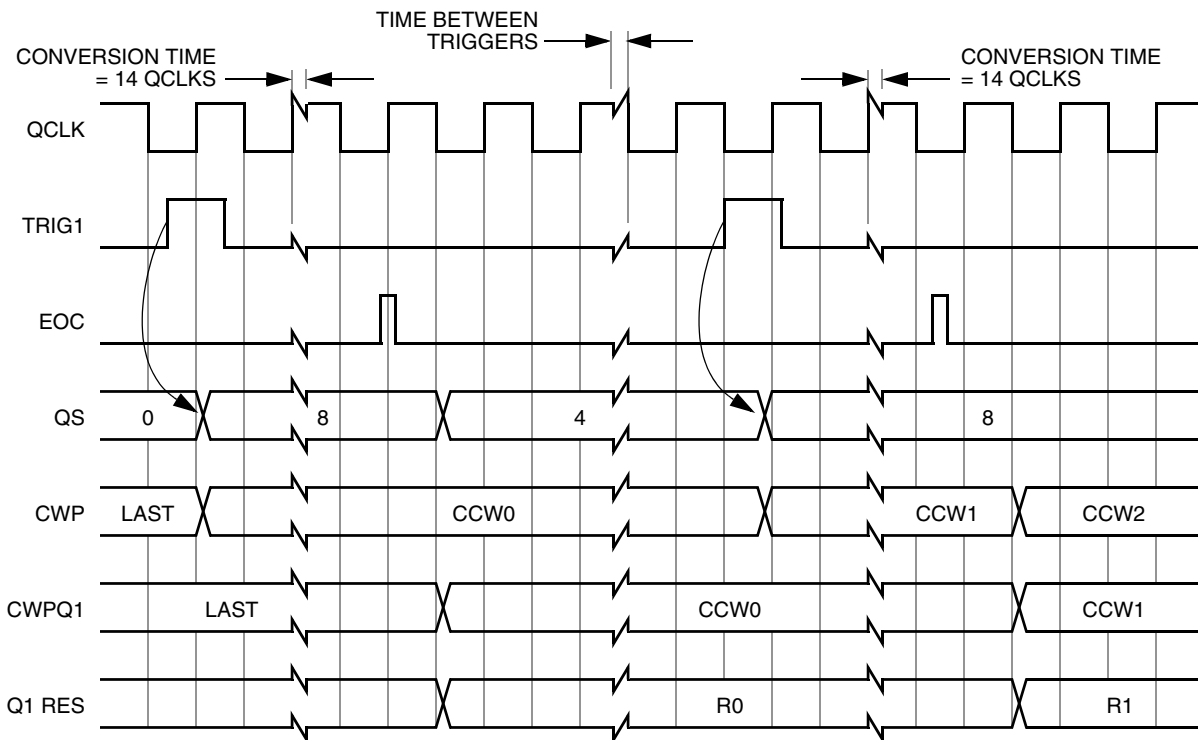 TIME BETWEEN
TRIGGERS
CONVERSION TIME
= 14 QCLKS
CONVERSION TIME
= 14 QCLKS
QCLK
TRIG1
EOC
QS
0
8
4
8
CWP
LAST
CCW0
CCW1
CCW2
CWPQ1
LAST
CCW0
CCW1
Q1 RES
R0
R1